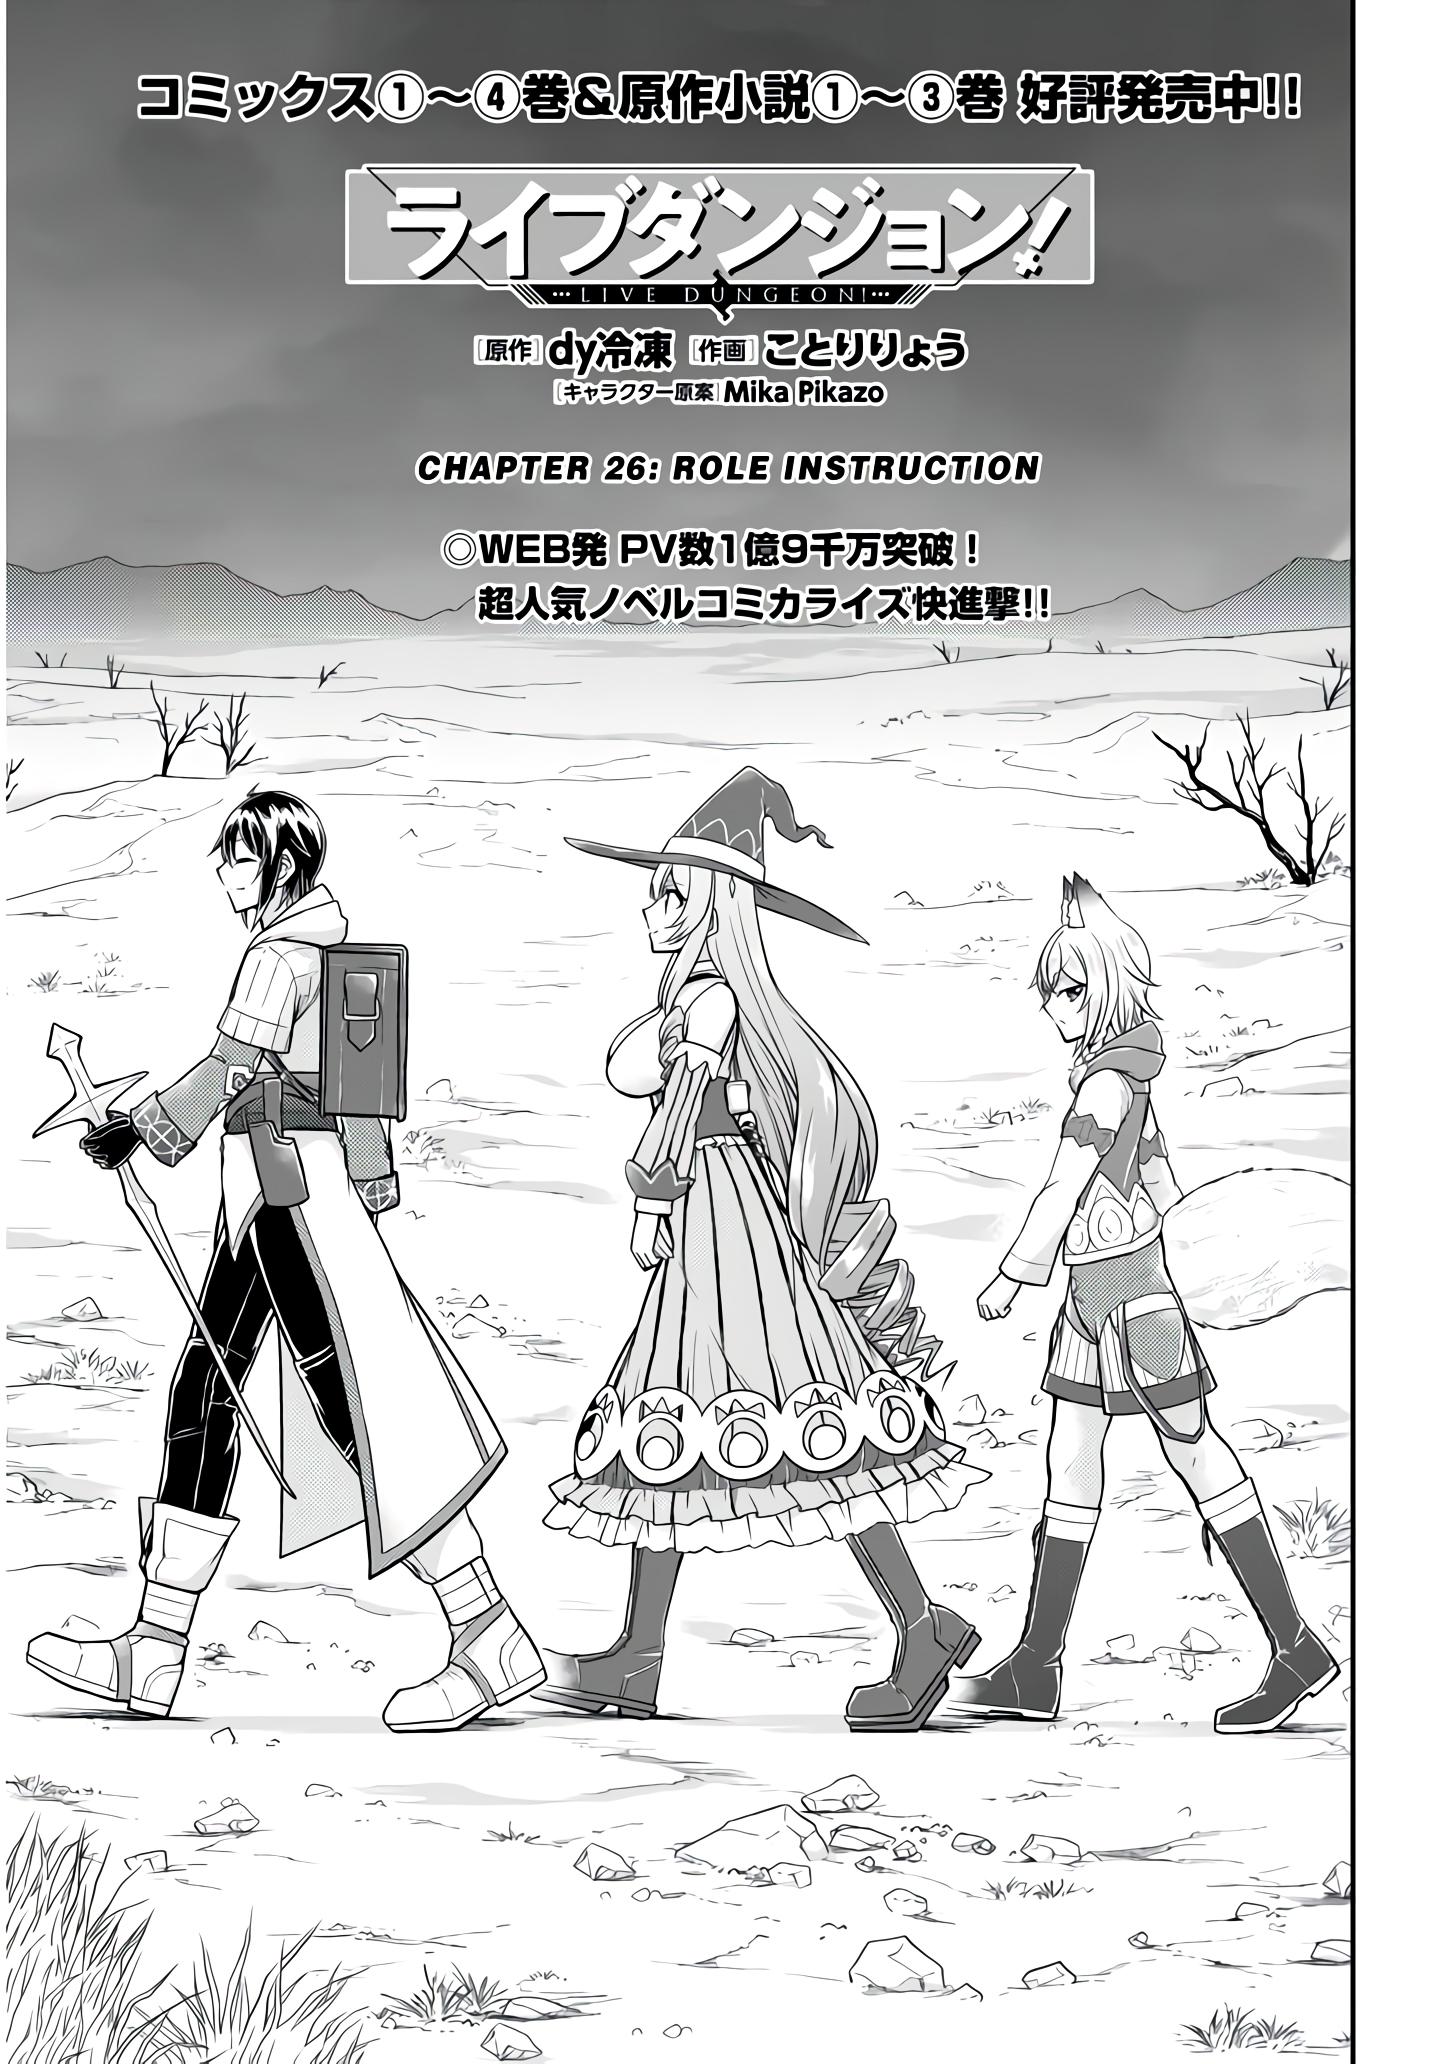 コミックス①〜④巻＆原作小説①〜③巻 好評発売中!!
ライブダンジョン!
…LIVE DUNGEON!…
[原作] dy冷凍 [作画] ことりりょう
[キャラクター原案] Mika Pikazo
CHAPTER 26: ROLE INSTRUCTION
◎WEB発 PV数1億9千万突破！
超人気ノベルコミカライズ快進撃!!